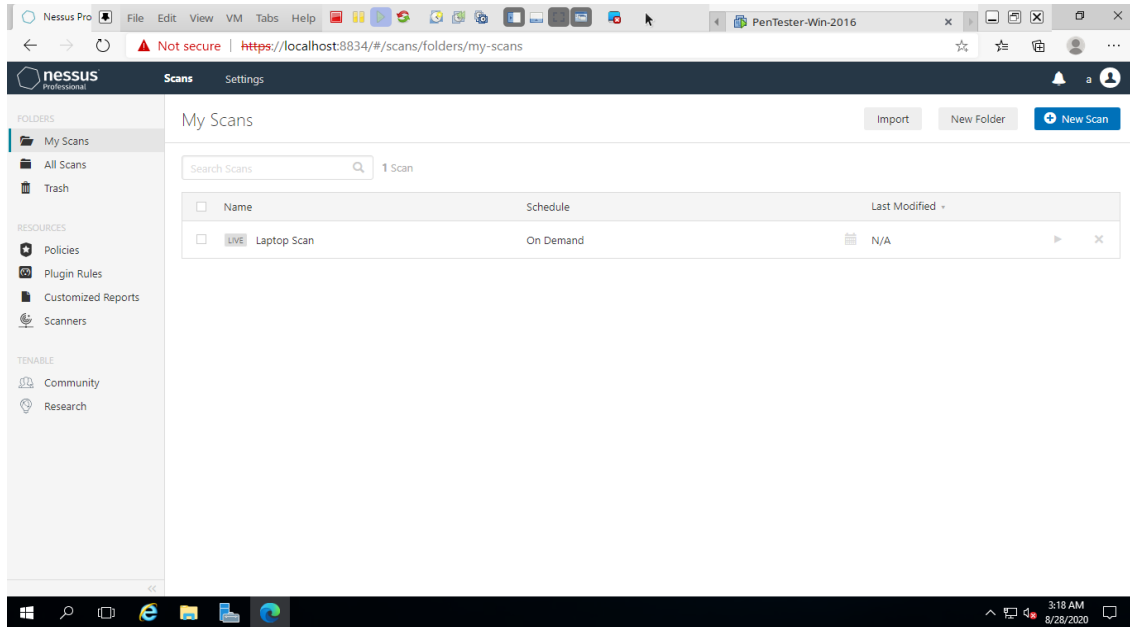 Nessus Pro File Edit View VM Tabs Help PenTester-Win-2016
Not secure https://localhost:8834/#/scans/folders/my-scans
nessus Scans Settings a
Professional
FOLDERS
My Scans Import New Folder New Scan
My Scans
All Scans
Search Scans 1 Scan
Trash
Name Schedule Last Modified
RESOURCES
LIVE Laptop Scan On Demand N/A
Policies
Plugin Rules
Customized Reports
Scanners
TENABLE
Community
Research
3:18 AM
8/28/2020